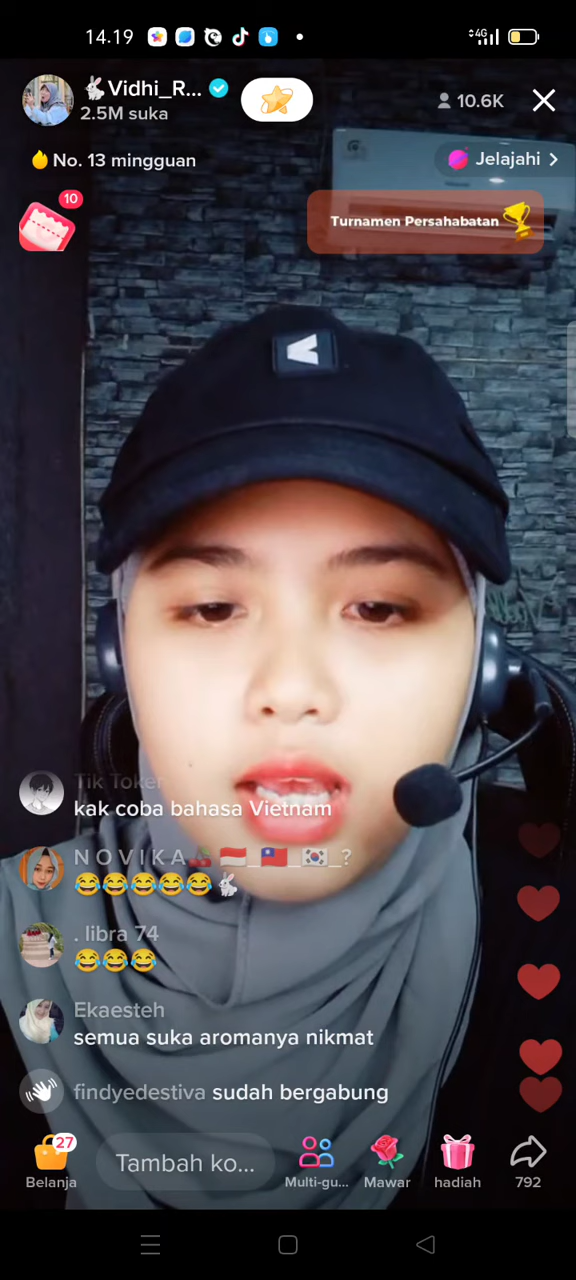 14.19
4G
Vidhi_R...
2.5M suka
10.6K
No. 13 mingguan
Jelajahi
10
Turnamen Persahabatan
Tik Toker
kak coba bahasa Vietnam
N O V I K A🍒🇮🇩_🇹🇼_🇰🇷_?
😂😂😂😂😂🐇
. libra 74
😂😂😂
Ekaesteh
semua suka aromanya nikmat
findyedestiva sudah bergabung
27
Tambah ko...
Belanja
Multi-gu...
Mawar
hadiah
792